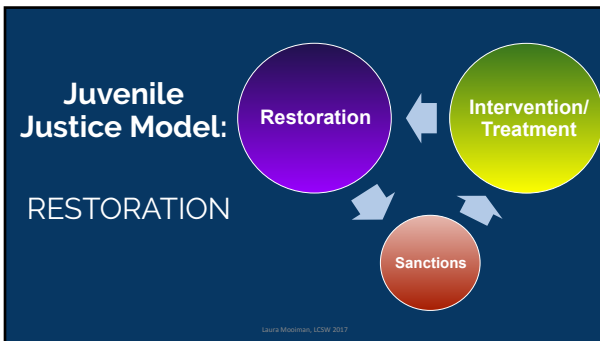 Juvenile
Justice Model:
RESTORATION
Restoration
Intervention/
Treatment
Sanctions
Laura Mooiman, LCSW 2017